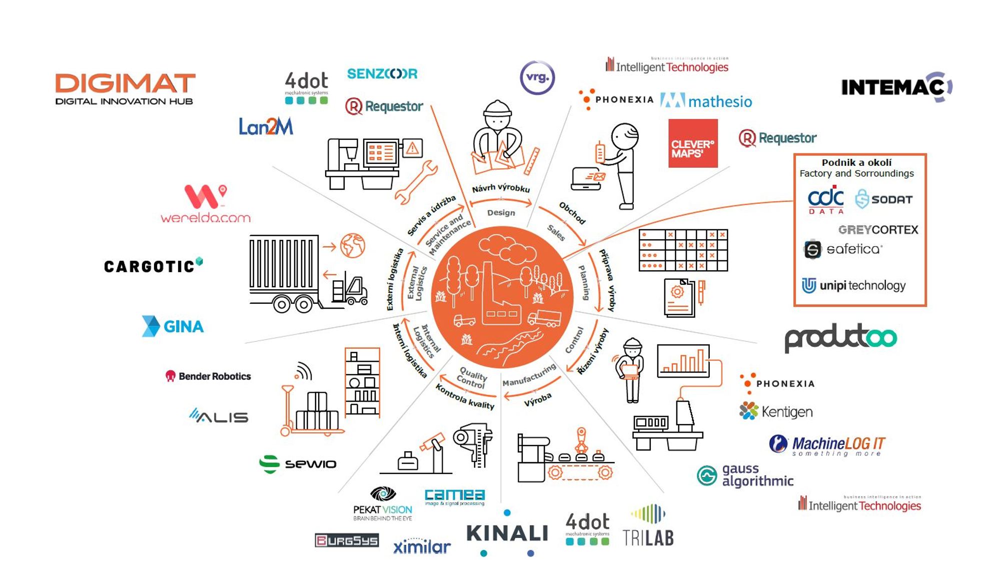 DIGIMAT
DIGITAL INNOVATION HUB
4dot
mechatronic systems
SENZOOR
Requestor
Lan2M
vrg.
business intelligence in action
Intelligent Technologies
PHONEXIA
mathesio
CLEVER°
MAPS'
Requestor
INTEMAC
Podnik a okolí
Factory and Sorroundings
cdc
DATA
SODAT
GREYCORTEX
safetica
unipi technology
wereldo.com
CARGOTIC
GINA
Návrh výrobku
Design
Obchod
Sales
Příprava výroby
Planning
Řízení výroby
Control
Výroba
Manufacturing
Kontrola kvality
Quality
Control
Interní logistika
Internal
Logistics
Externí logistika
External
Logistics
Servis a údržba
Service and
Maintenance
productoo
PHONEXIA
Kentigen
MachineLOG IT
something more
gauss
algorithmic
business intelligence in action
Intelligent Technologies
Bender Robotics
ALIS
sewio
PEKAT VISION
BRAIN BEHIND THE EYE
camea
image & signal processing
BURGSYS
ximilar
KINALI
4dot
mechatronic systems
TRILAB